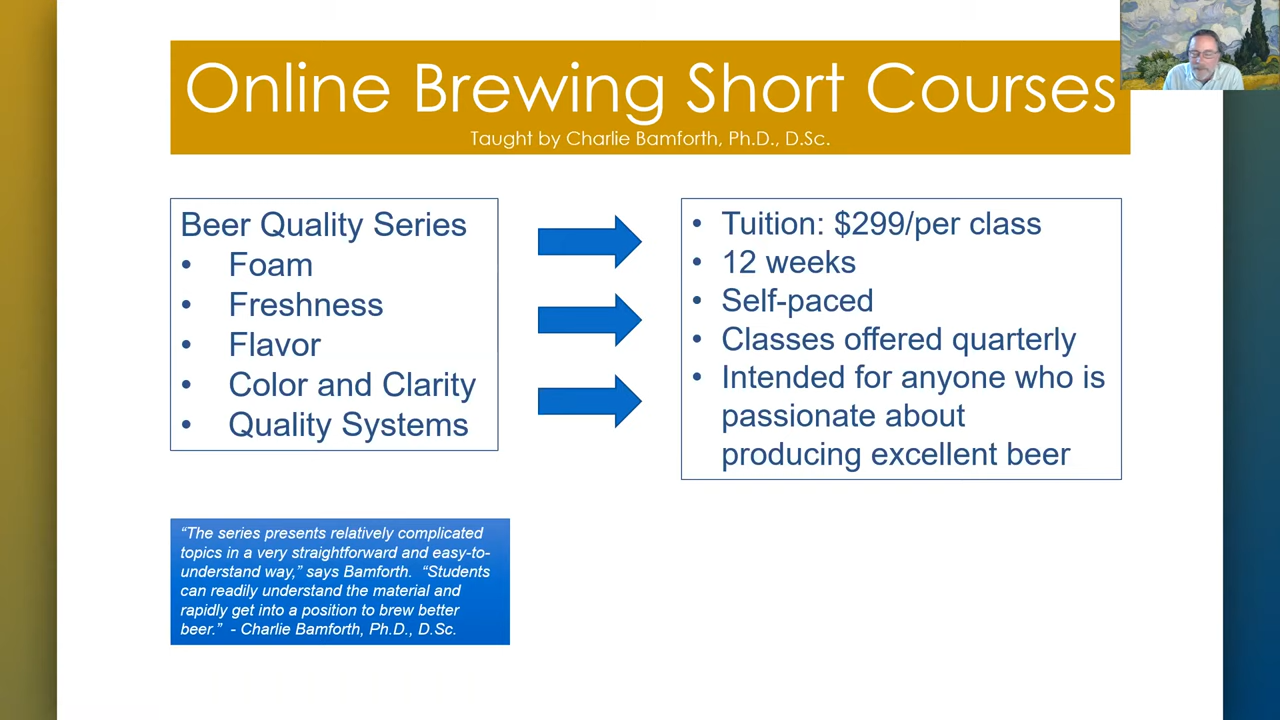 Online Brewing Short Courses
Taught by Charlie Bamforth, Ph.D., D.Sc.
Beer Quality Series
• Foam
• Freshness
• Flavor
• Color and Clarity
• Quality Systems
• Tuition: $299/per class
• 12 weeks
• Self-paced
• Classes offered quarterly
• Intended for anyone who is
passionate about
producing excellent beer
“The series presents relatively complicated
topics in a very straightforward and easy-to-
understand way,” says Bamforth. “Students
can readily understand the material and
rapidly get into a position to brew better
beer.” - Charlie Bamforth, Ph.D., D.Sc.